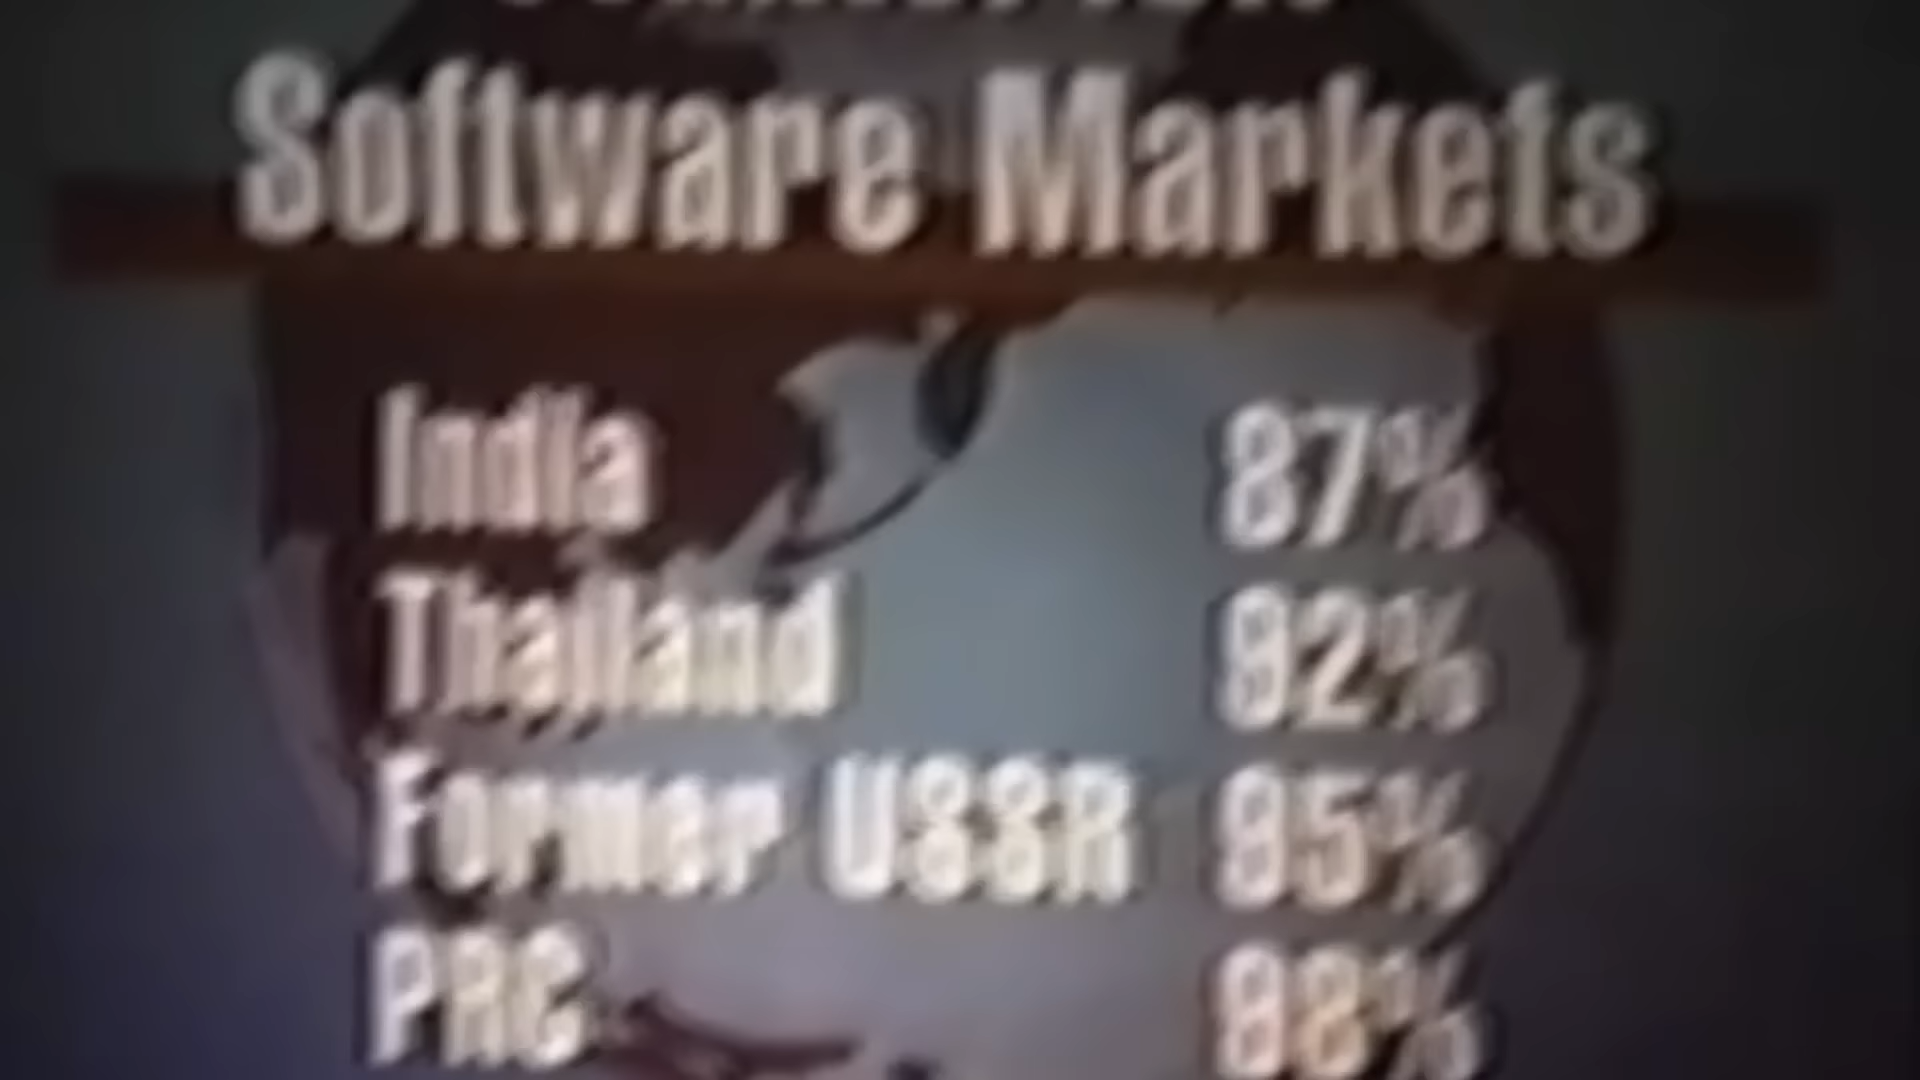 Software Markets
India 87%
Thailand 92%
Former USSR 95%
PRC